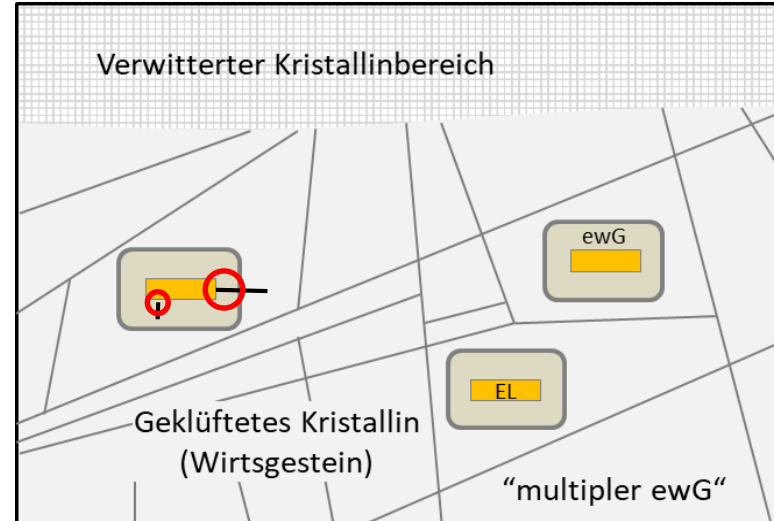 Verwitterter Kristallinbereich
ewG
EL
Geklüftetes Kristallin
(Wirtsgestein)
“multipler ewG“